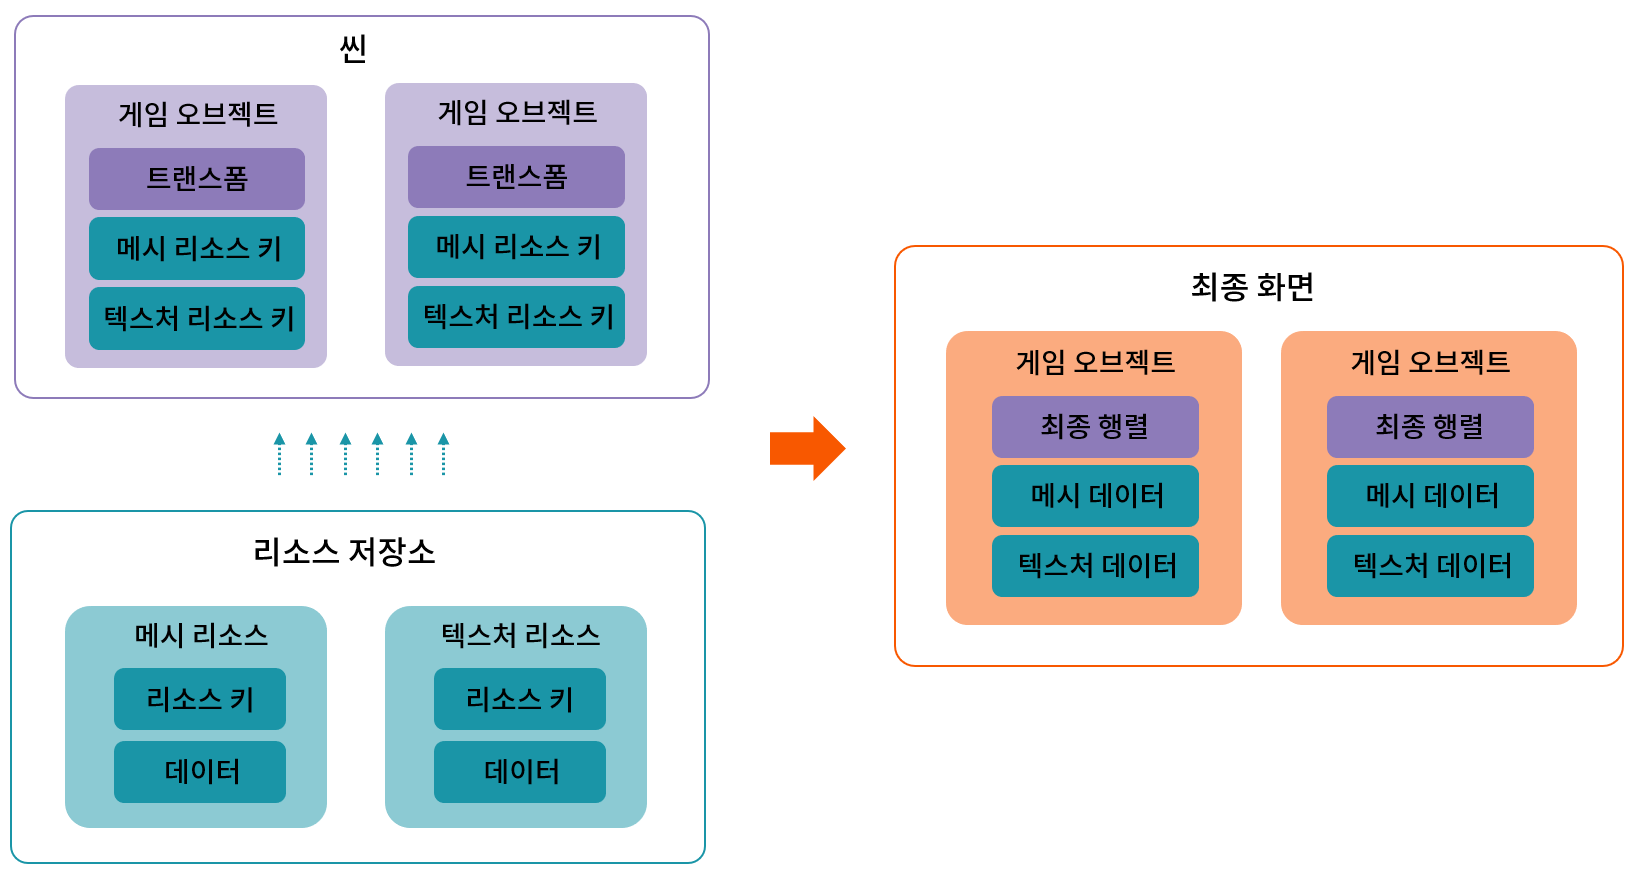 씬
게임 오브젝트
트랜스폼
메시 리소스 키
텍스처 리소스 키
게임 오브젝트
트랜스폼
메시 리소스 키
텍스처 리소스 키
리소스 저장소
메시 리소스
리소스 키
데이터
텍스처 리소스
리소스 키
데이터
최종 화면
게임 오브젝트
최종 행렬
메시 데이터
텍스처 데이터
게임 오브젝트
최종 행렬
메시 데이터
텍스처 데이터